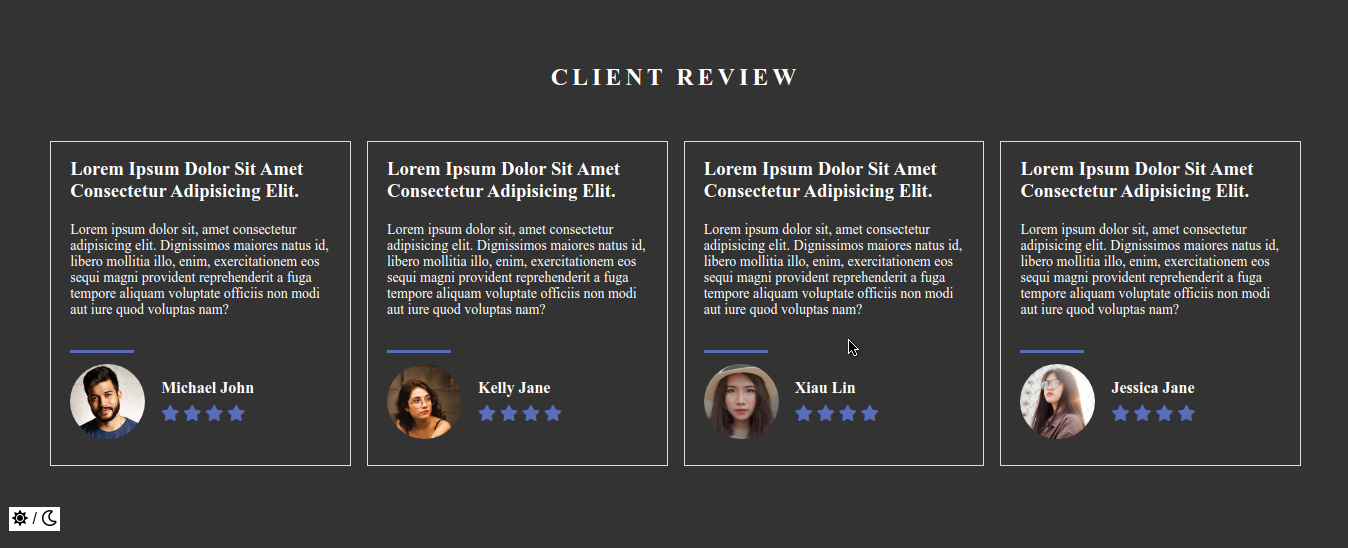 CLIENT REVIEW
Lorem Ipsum Dolor Sit Amet
Consectetur Adipisicing Elit.
Lorem ipsum dolor sit, amet consectetur
adipisicing elit. Dignissimos maiores natus id,
libero mollitia illo, enim, exercitationem eos
sequi magni provident reprehenderit a fuga
tempore aliquam voluptate officiis non modi
aut iure quod voluptas nam?
Michael John
Lorem Ipsum Dolor Sit Amet
Consectetur Adipisicing Elit.
Lorem ipsum dolor sit, amet consectetur
adipisicing elit. Dignissimos maiores natus id,
libero mollitia illo, enim, exercitationem eos
sequi magni provident reprehenderit a fuga
tempore aliquam voluptate officiis non modi
aut iure quod voluptas nam?
Kelly Jane
Lorem Ipsum Dolor Sit Amet
Consectetur Adipisicing Elit.
Lorem ipsum dolor sit, amet consectetur
adipisicing elit. Dignissimos maiores natus id,
libero mollitia illo, enim, exercitationem eos
sequi magni provident reprehenderit a fuga
tempore aliquam voluptate officiis non modi
aut iure quod voluptas nam?
Xiau Lin
Lorem Ipsum Dolor Sit Amet
Consectetur Adipisicing Elit.
Lorem ipsum dolor sit, amet consectetur
adipisicing elit. Dignissimos maiores natus id,
libero mollitia illo, enim, exercitationem eos
sequi magni provident reprehenderit a fuga
tempore aliquam voluptate officiis non modi
aut iure quod voluptas nam?
Jessica Jane
/